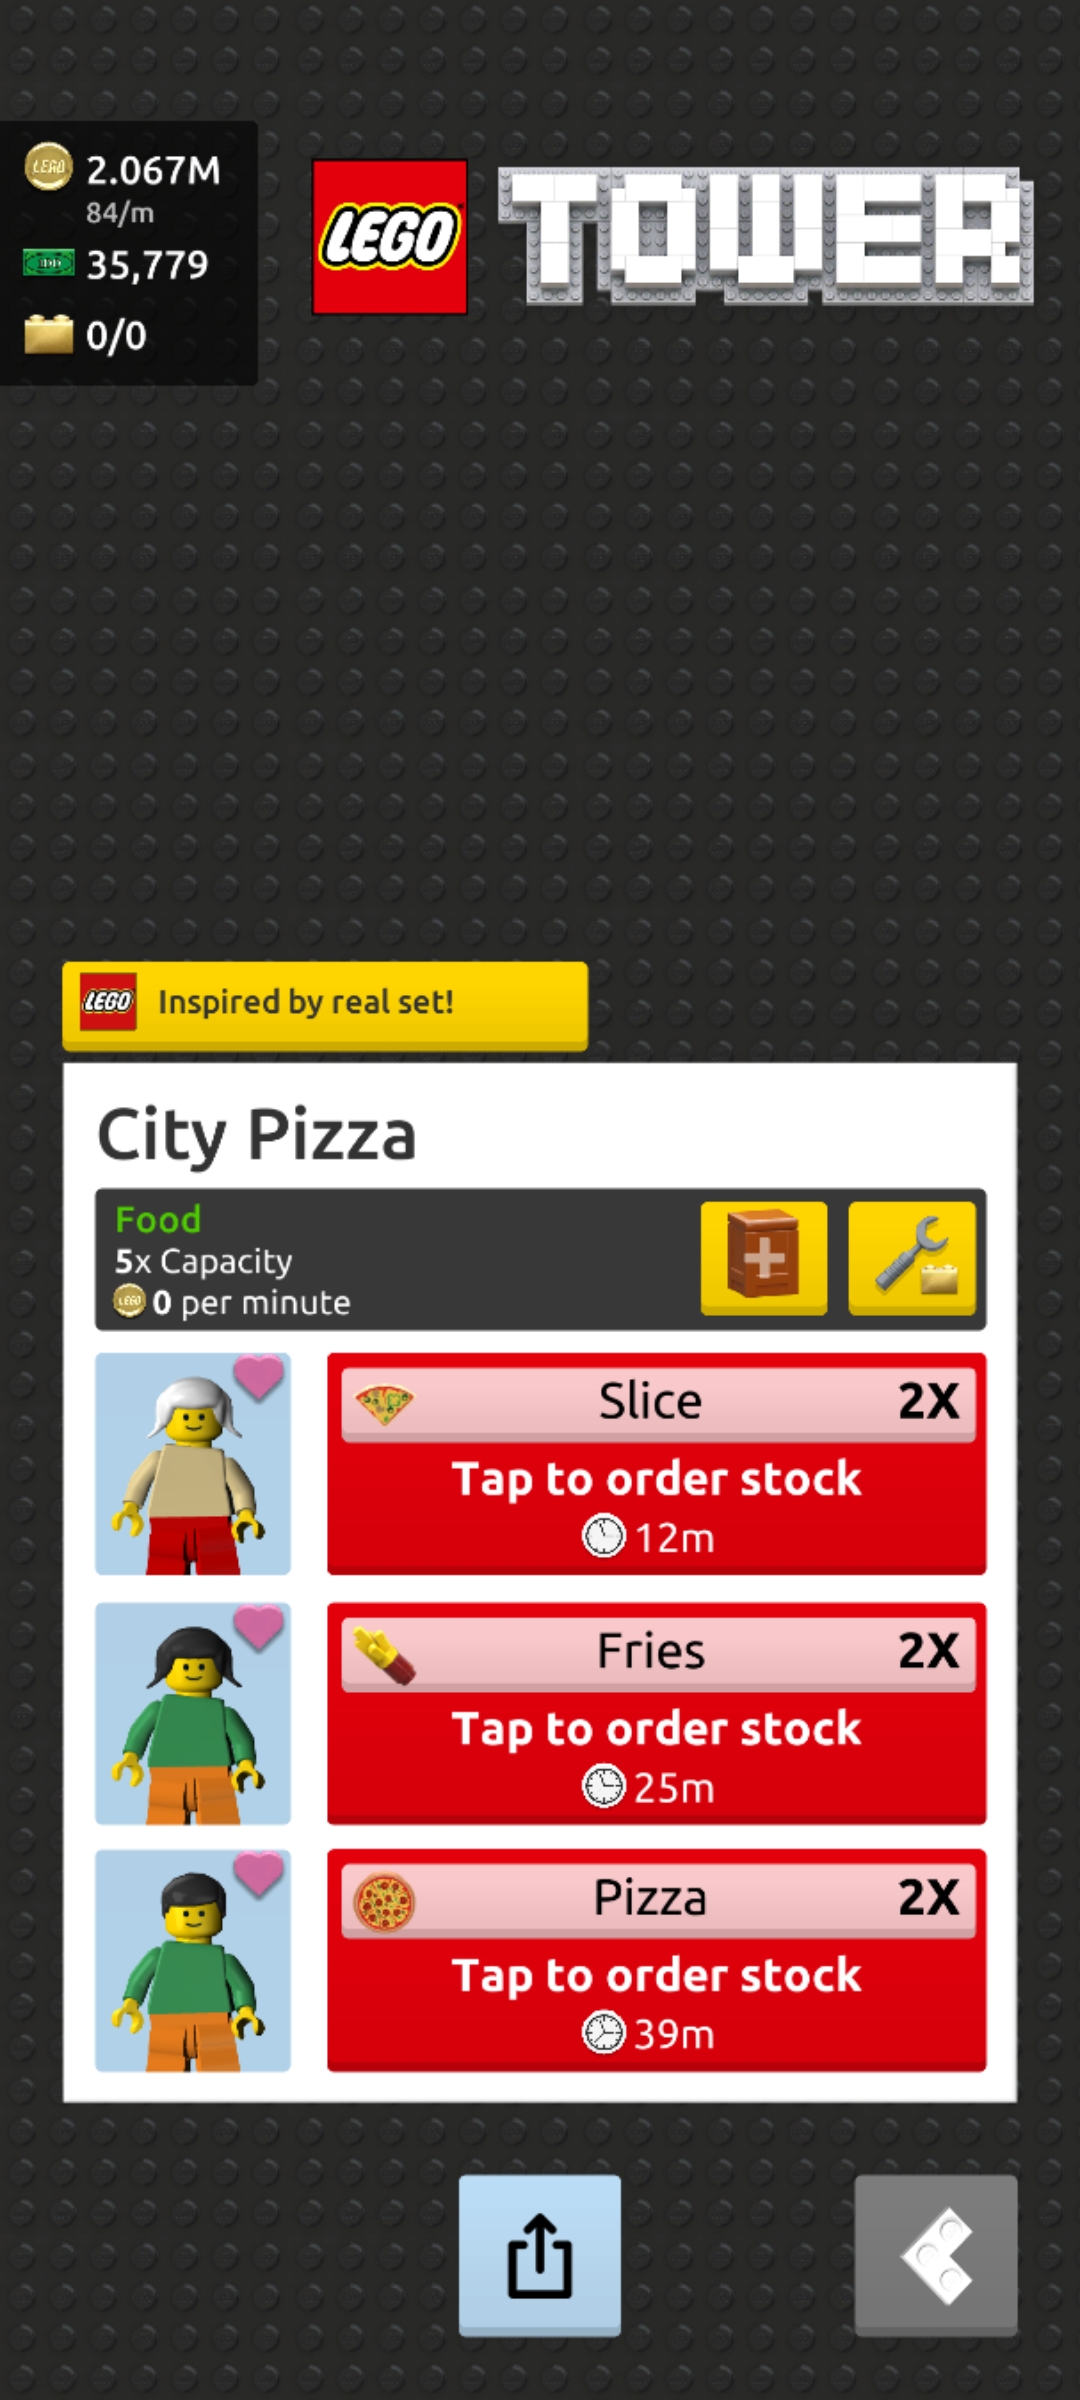 2.067M
84/m
35,779
0/0
LEGO TOWER
LEGO Inspired by real set!
City Pizza
Food
5x Capacity
0 per minute
Slice 2X
Tap to order stock
12m
Fries 2X
Tap to order stock
25m
Pizza 2X
Tap to order stock
39m